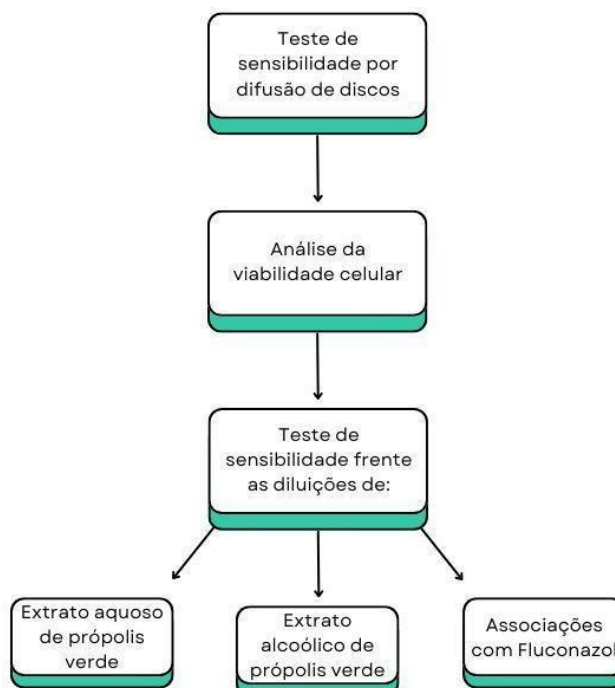 Teste de
sensibilidade por
difusão de discos
Análise da
viabilidade celular
Teste de
sensibilidade frente
as diluições de:
Extrato aquoso
de própolis
verde
Extrato
alcoólico de
própolis verde
Associações
com Fluconazol